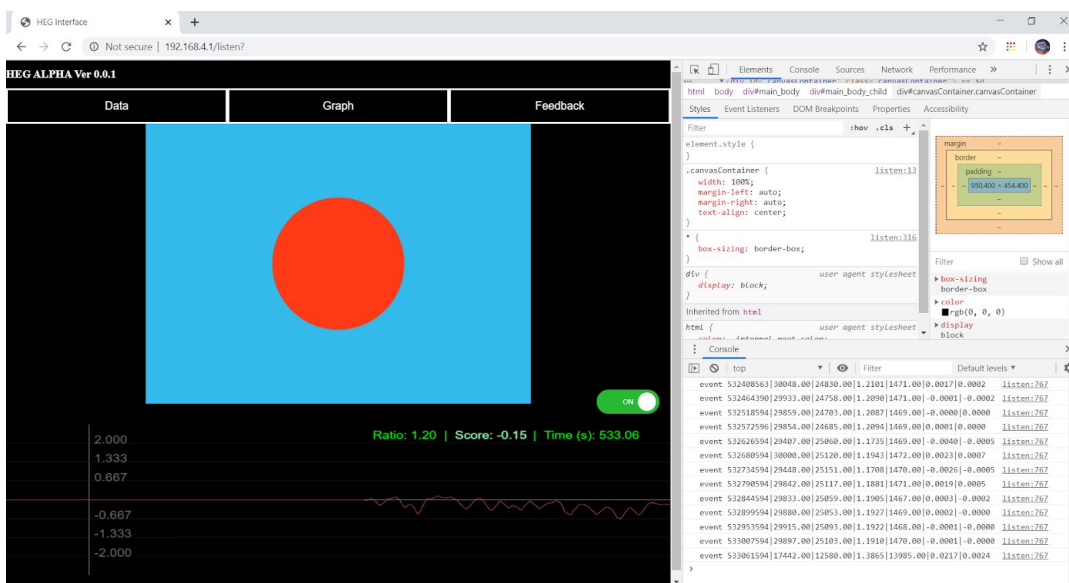 HEG Interface
Not secure | 192.168.4.1/listen?
HEG ALPHA Ver 0.0.1
Data Graph Feedback
ON
Ratio: 1.20 | Score: -0.15 | Time (s): 533.06
2.000
1.333
0.667
-0.667
-1.333
-2.000
Elements Console Sources Network Performance »
html body div#main_body div#main_body_child div#canvasContainer.canvasContainer
Styles Event Listeners DOM Breakpoints Properties Accessibility
Filter :hov .cls +
element.style {
}
.canvasContainer { listen:13
width: 100%;
margin-left: auto;
margin-right: auto;
text-align: center;
}
* { listen:316
box-sizing: border-box;
}
div { user agent stylesheet
display: block;
}
Inherited from html
html { user agent stylesheet
color: -internal-root-color;
margin -
border -
padding -
950.400 × 454.400
Filter Show all
box-sizing
border-box
color
rgb(0, 0, 0)
display
block
Console
top Filter Default levels ▼
event 532408563|30048.00|24830.00|1.2101|1471.00|0.0017|0.0002 listen:767
event 532464390|29933.00|24758.00|1.2090|1471.00|-0.0001|-0.0002 listen:767
event 532518594|29859.00|24703.00|1.2087|1469.00|-0.0000|0.0000 listen:767
event 532572596|29854.00|24685.00|1.2094|1469.00|0.0001|0.0000 listen:767
event 532626594|29407.00|25060.00|1.1735|1469.00|-0.0040|-0.0005 listen:767
event 532680594|30000.00|25120.00|1.1943|1472.00|0.0023|0.0007 listen:767
event 532734594|29448.00|25151.00|1.1708|1470.00|-0.0026|-0.0005 listen:767
event 532790594|29842.00|25117.00|1.1881|1471.00|0.0019|0.0005 listen:767
event 532844594|29833.00|25059.00|1.1905|1467.00|0.0003|-0.0002 listen:767
event 532899594|29880.00|25053.00|1.1927|1469.00|0.0002|-0.0000 listen:767
event 532953594|29915.00|25093.00|1.1922|1468.00|-0.0001|-0.0000 listen:767
event 533007594|29897.00|25103.00|1.1910|1470.00|-0.0001|-0.0000 listen:767
event 533061594|17442.00|12580.00|1.3865|13985.00|0.0217|0.0024 listen:767